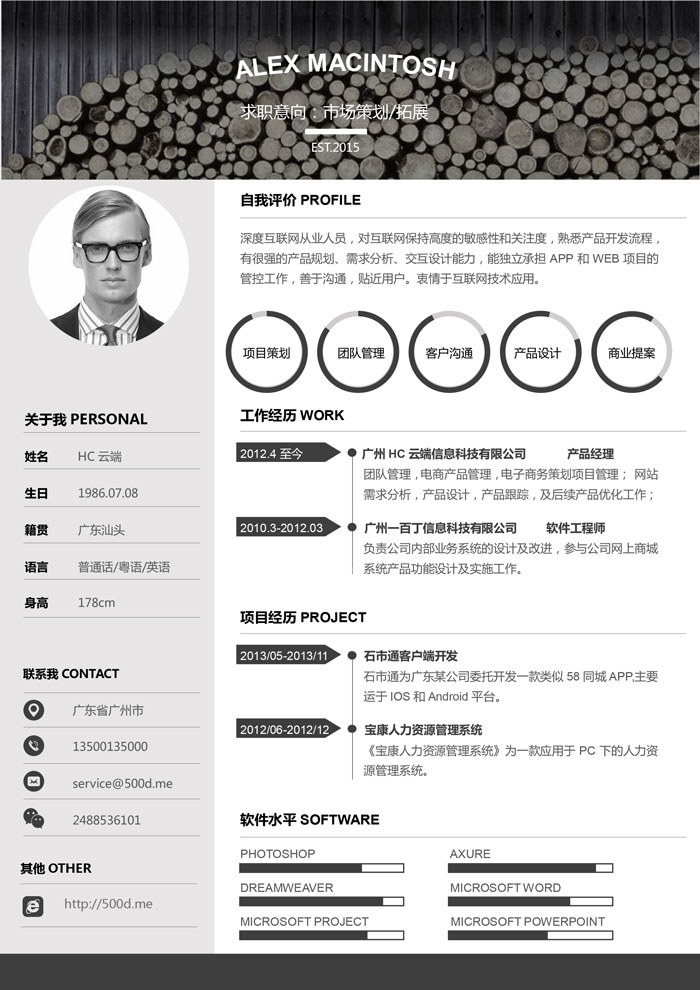 ALEX MACINTOSH
求职意向：市场策划/拓展
EST.2015
自我评价 PROFILE
深度互联网从业人员，对互联网保持高度的敏感性和关注度，熟悉产品开发流程，
有很强的产品规划、需求分析、交互设计能力，能独立承担 APP 和 WEB 项目的
管控工作，善于沟通，贴近用户。衷情于互联网技术应用。
项目策划
团队管理
客户沟通
产品设计
商业提案
关于我 PERSONAL
姓名 HC 云端
生日 1986.07.08
籍贯 广东汕头
语言 普通话/粤语/英语
身高 178cm
联系我 CONTACT
广东省广州市
13500135000
service@500d.me
2488536101
其他 OTHER
http://500d.me
工作经历 WORK
2012.4 至今 广州 HC 云端信息科技有限公司 产品经理
团队管理，电商产品管理，电子商务策划项目管理； 网站
需求分析，产品设计，产品跟踪，及后续产品优化工作；
2010.3-2012.03 广州一百丁信息科技有限公司 软件工程师
负责公司内部业务系统的设计及改进，参与公司网上商城
系统产品功能设计及实施工作。
项目经历 PROJECT
2013/05-2013/11 石市通客户端开发
石市通为广东某公司委托开发一款类似 58 同城 APP,主要
运于 IOS 和 Android 平台。
2012/06-2012/12 宝康人力资源管理系统
《宝康人力资源管理系统》为一款应用于 PC 下的人力资
源管理系统。
软件水平 SOFTWARE
PHOTOSHOP
AXURE
DREAMWEAVER
MICROSOFT WORD
MICROSOFT PROJECT
MICROSOFT POWERPOINT